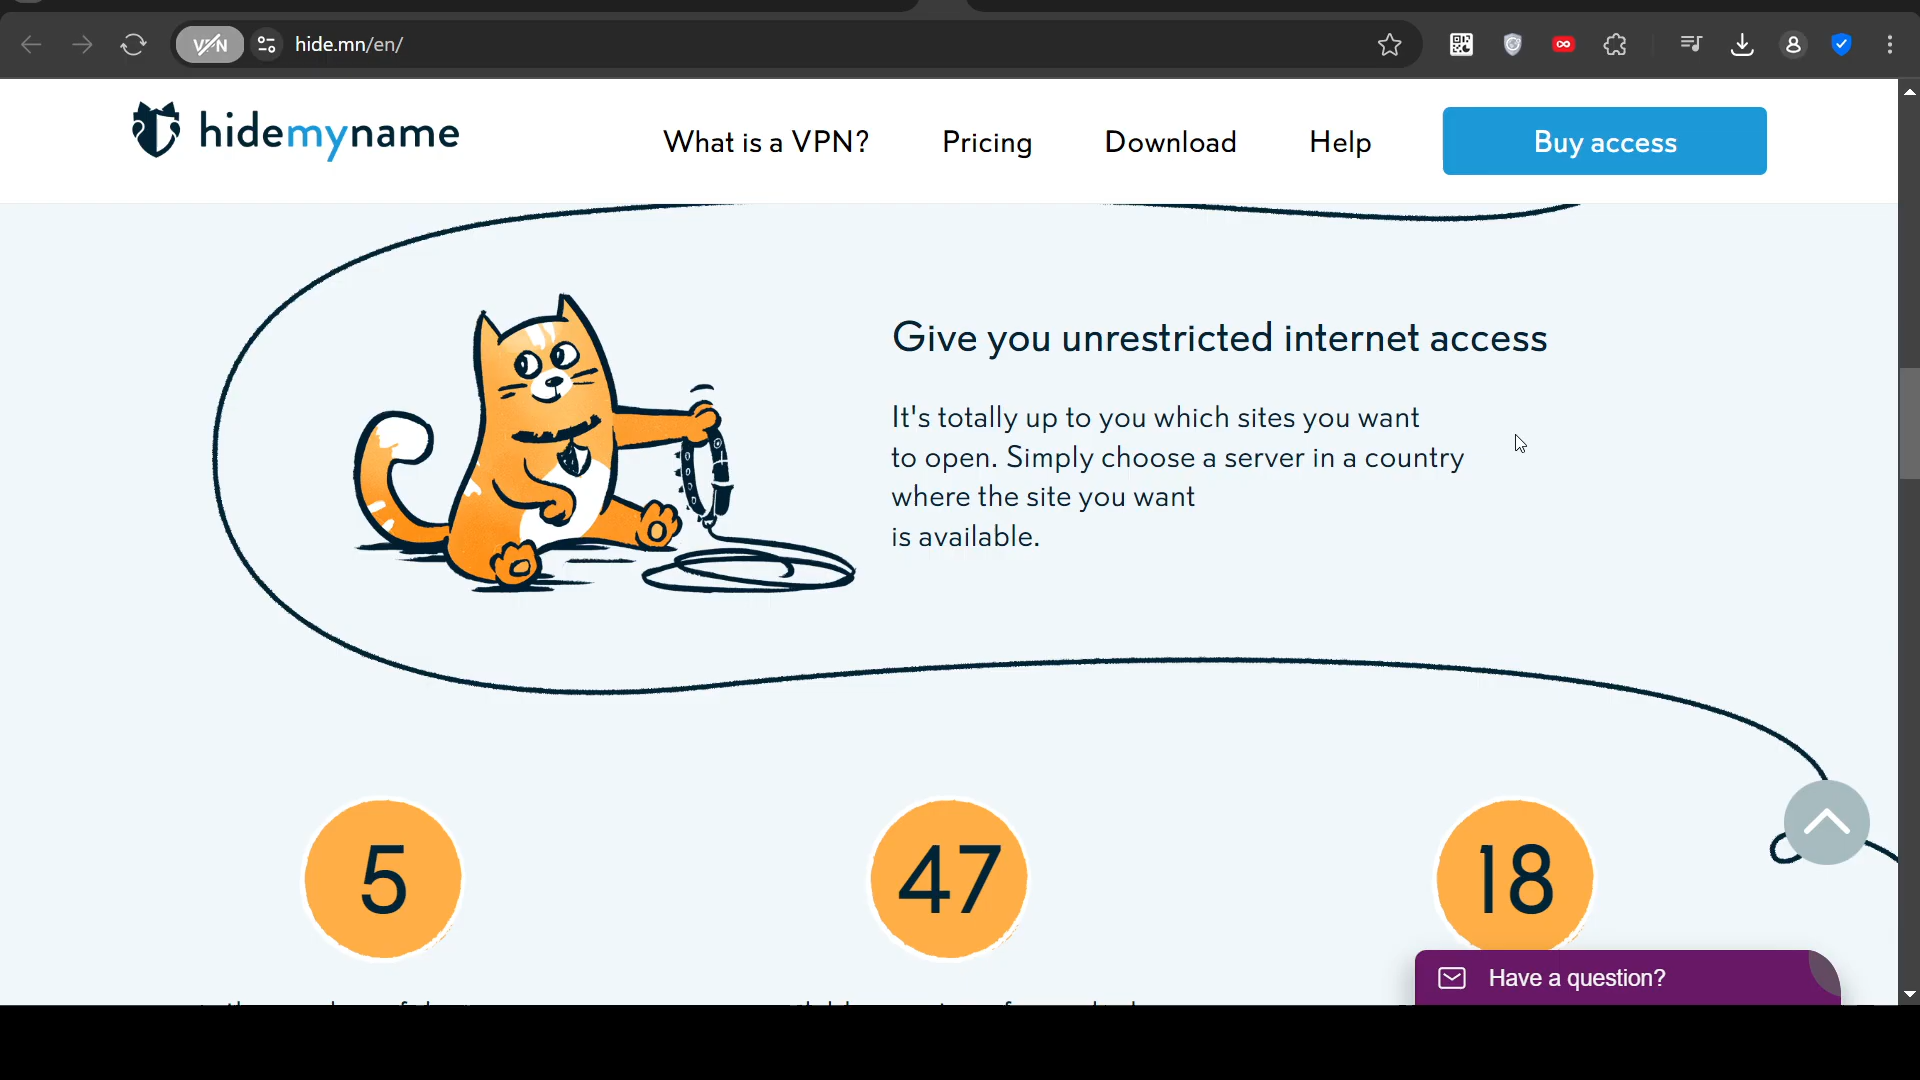 VPN
hide.mn/en/
hidemyname
What is a VPN?
Pricing
Download
Help
Buy access
Give you unrestricted internet access
It's totally up to you which sites you want
to open. Simply choose a server in a country
where the site you want
is available.
5
47
18
Have a question?